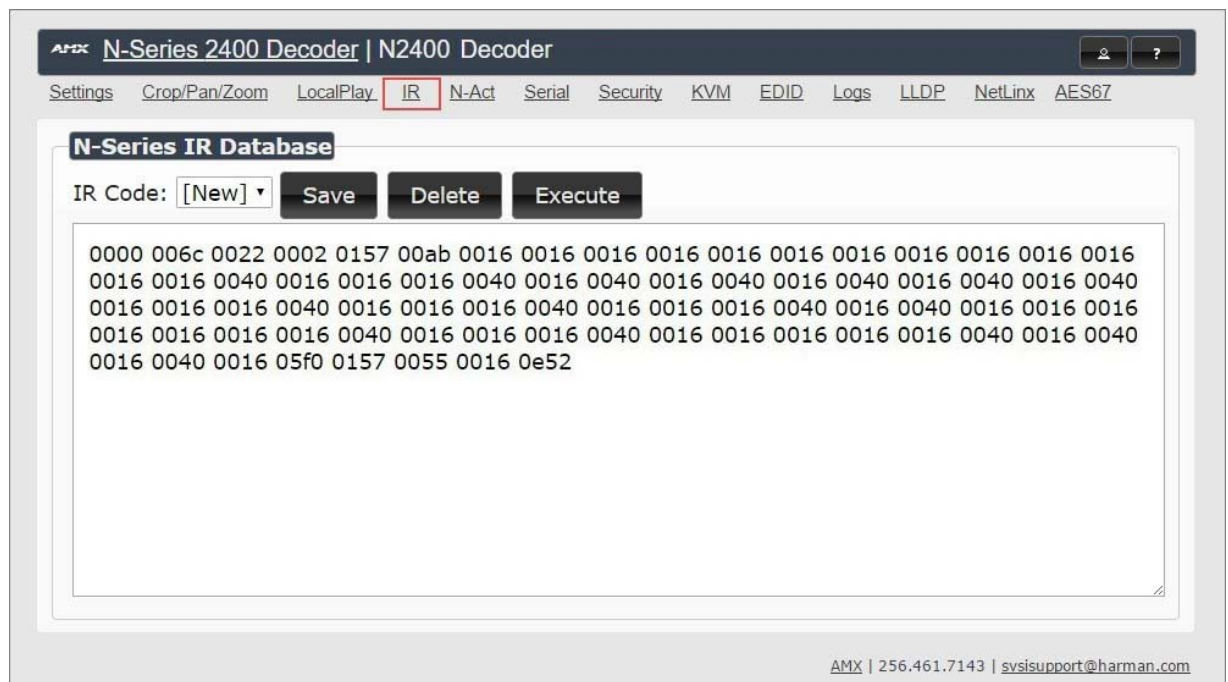 AMX N-Series 2400 Decoder | N2400 Decoder ?
Settings Crop/Pan/Zoom LocalPlay IR N-Act Serial Security KVM EDID Logs LLDP NetLinx AES67
N-Series IR Database
IR Code: [New] Save Delete Execute
0000 006c 0022 0002 0157 00ab 0016 0016 0016 0016 0016 0016 0016 0016 0016 0016 0016
0016 0016 0040 0016 0016 0016 0040 0016 0040 0016 0040 0016 0040 0016 0040 0016 0040
0016 0016 0016 0040 0016 0016 0016 0040 0016 0016 0016 0040 0016 0040 0016 0016 0016
0016 0016 0016 0016 0040 0016 0016 0016 0040 0016 0016 0016 0016 0016 0040 0016 0040
0016 0040 0016 05f0 0157 0055 0016 0e52
AMX | 256.461.7143 | svsisupport@harman.com